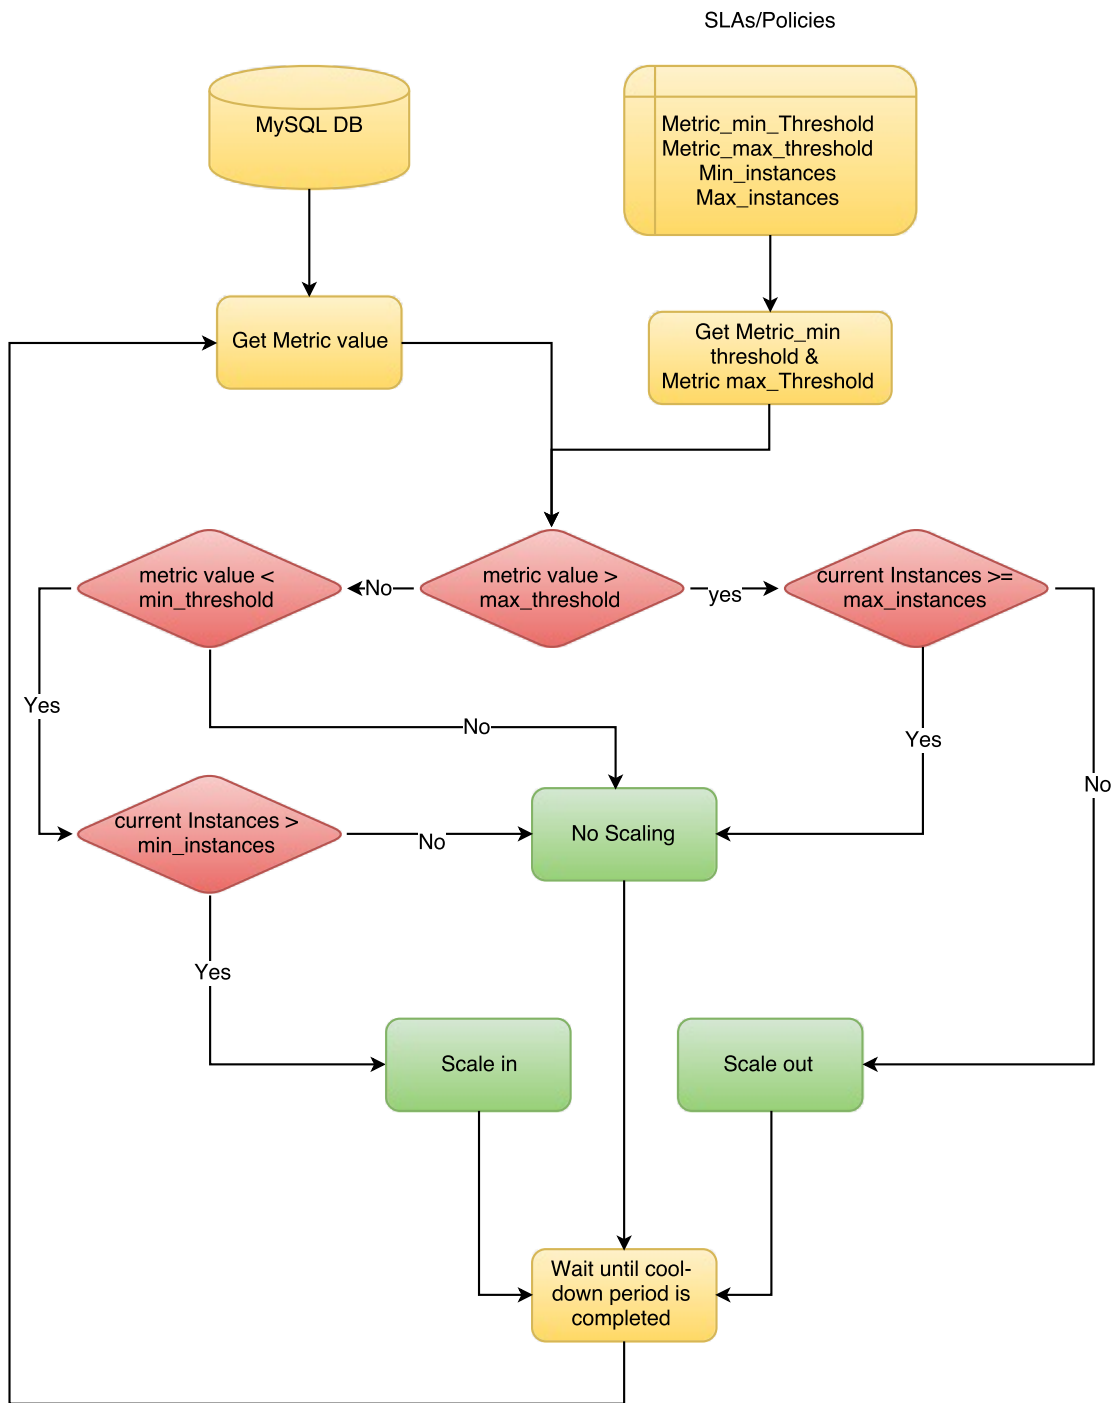 SLAs/Policies
MySQL DB
Metric_min_Threshold
Metric_max_threshold
Min_instances
Max_instances
Get Metric value
Get Metric_min
threshold &
Metric max_Threshold
metric value <
min_threshold
No
metric value >
max_threshold
yes
current Instances >=
max_instances
Yes
No
Yes
No
current Instances >
min_instances
No
No Scaling
Yes
Scale in
Scale out
Wait until cool-
down period is
completed